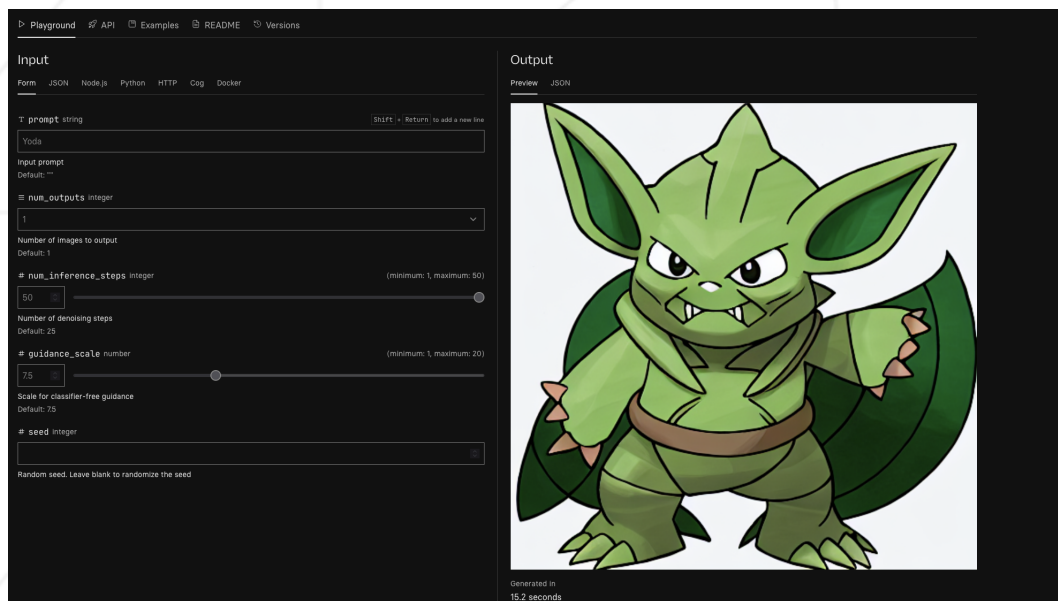 Playground API Examples README Versions
Input
Form JSON Node.js Python HTTP Cog Docker
T prompt string Shift + Return to add a new line
Yoda
Input prompt
Default: ""
num_outputs integer
1
Number of images to output
Default: 1
# num_inference_steps integer (minimum: 1, maximum: 50)
50
Number of denoising steps
Default: 25
# guidance_scale number (minimum: 1, maximum: 20)
7.5
Scale for classifier-free guidance
Default: 7.5
# seed integer
Random seed. Leave blank to randomize the seed
Output
Preview JSON
Generated in
15.2 seconds